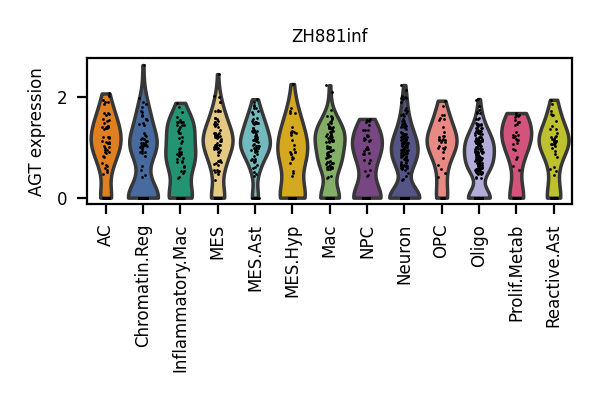 ZH881inf
AGT expression
2
0
AC
Chromatin.Reg
Inflammatory.Mac
MES
MES.Ast
MES.Hyp
Mac
NPC
Neuron
OPC
Oligo
Prolif.Metab
Reactive.Ast